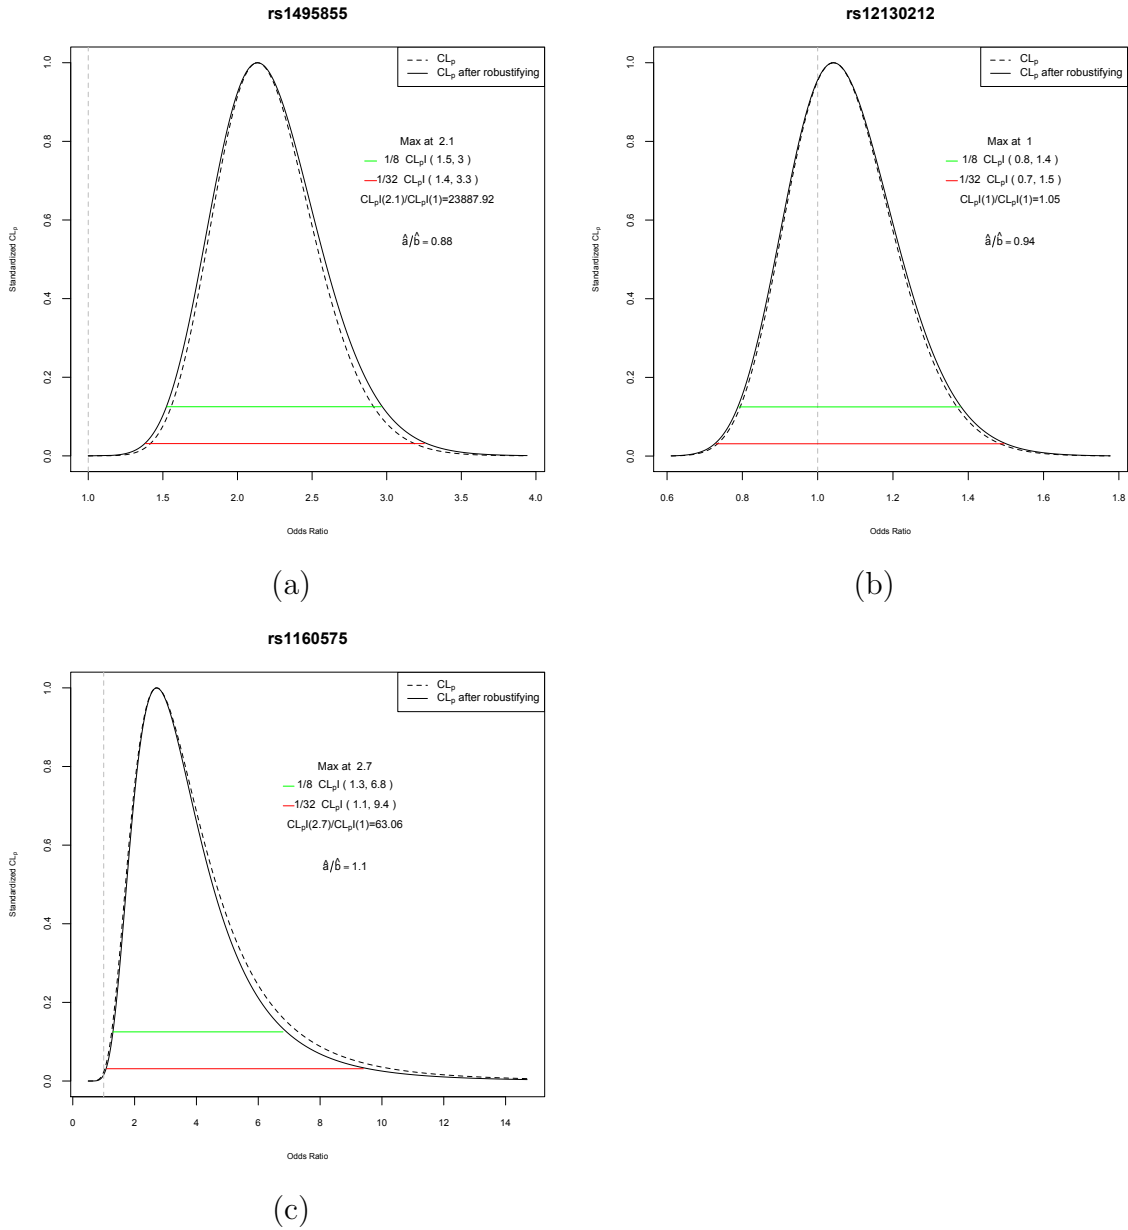 rs1495855
CLp
CLp after robustifying
Max at 2.1
1/8 CLpI ( 1.5, 3 )
1/32 CLpI ( 1.4, 3.3 )
CLpI(2.1)/CLpI(1)=23887.92
â/b̂ = 0.88
Standardized CLp
0.0 0.2 0.4 0.6 0.8 1.0
1.0 1.5 2.0 2.5 3.0 3.5 4.0
Odds Ratio
(a)
rs12130212
CLp
CLp after robustifying
Max at 1
1/8 CLpI ( 0.8, 1.4 )
1/32 CLpI ( 0.7, 1.5 )
CLpI(1)/CLpI(1)=1.05
â/b̂ = 0.94
Standardized CLp
0.0 0.2 0.4 0.6 0.8 1.0
0.6 0.8 1.0 1.2 1.4 1.6 1.8
Odds Ratio
(b)
rs1160575
CLp
CLp after robustifying
Max at 2.7
1/8 CLpI ( 1.3, 6.8 )
1/32 CLpI ( 1.1, 9.4 )
CLpI(2.7)/CLpI(1)=63.06
â/b̂ = 1.1
Standardized CLp
0.0 0.2 0.4 0.6 0.8 1.0
0 2 4 6 8 10 12 14
Odds Ratio
(c)